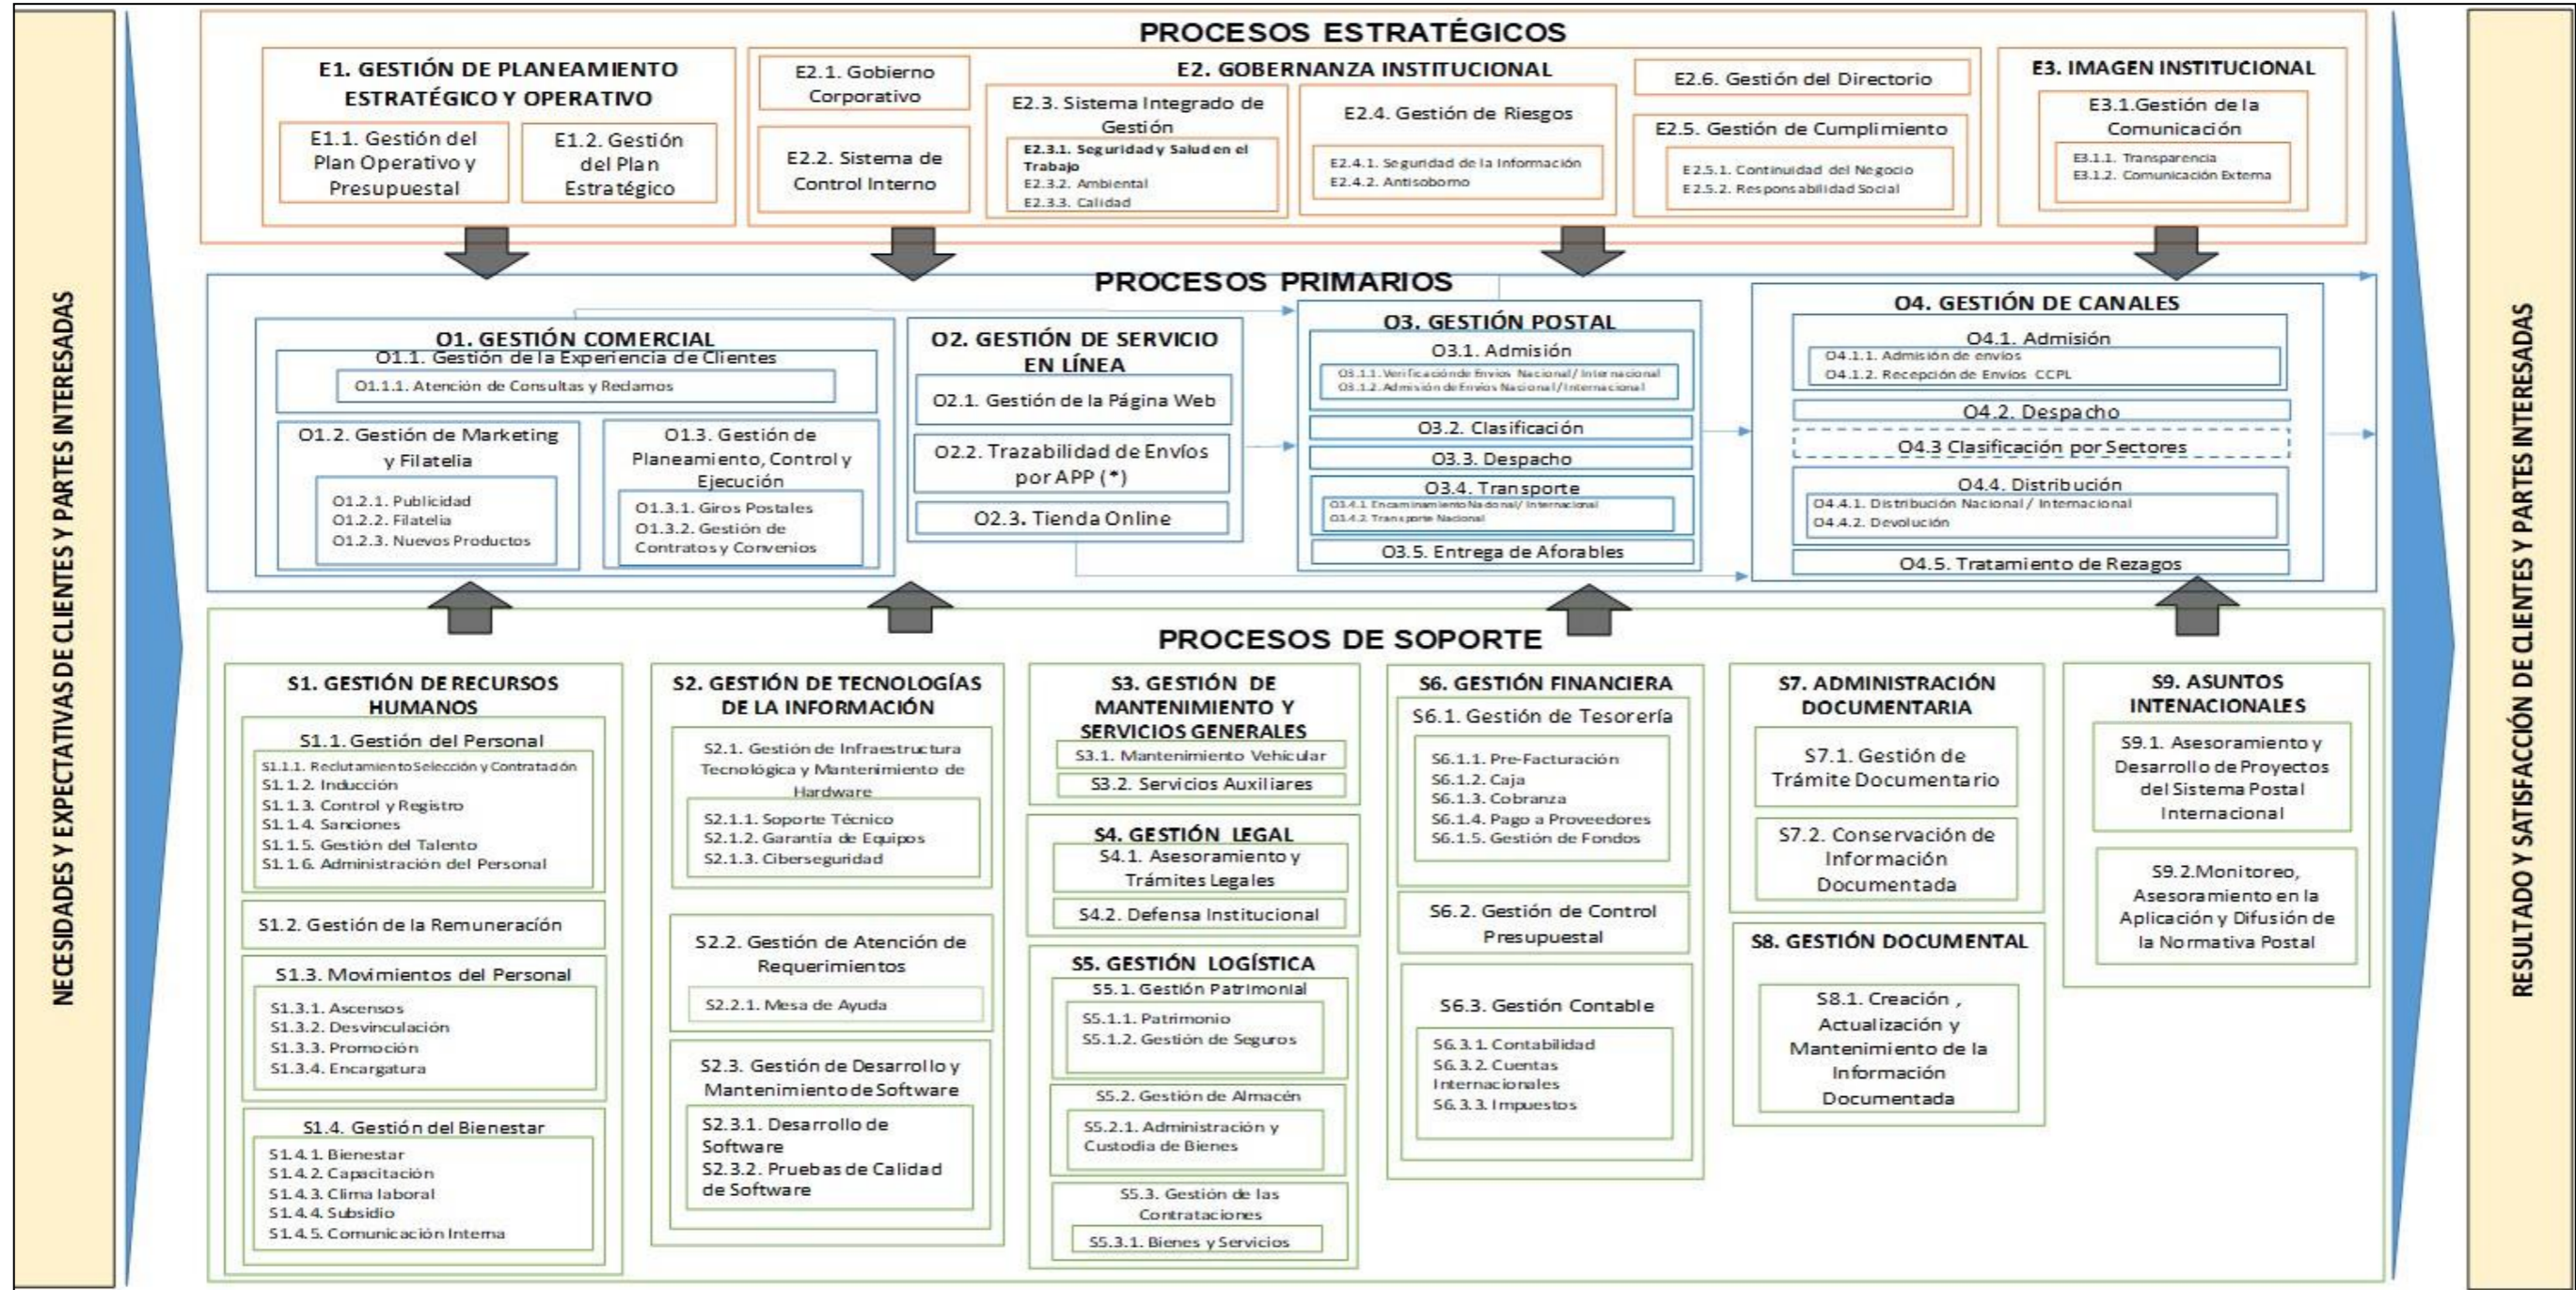 NECESIDADES Y EXPECTATIVAS DE CLIENTES Y PARTES INTERESADAS
PROCESOS ESTRATÉGICOS
E1. GESTIÓN DE PLANEAMIENTO
ESTRATÉGICO Y OPERATIVO
E1.1. Gestión del
Plan Operativo y
Presupuestal
E1.2. Gestión
del Plan
Estratégico
E2. GOBERNANZA INSTITUCIONAL
E2.1. Gobierno
Corporativo
E2.2. Sistema de
Control Interno
E2.3. Sistema Integrado de
Gestión
E2.3.1. Seguridad y Salud en el
Trabajo
E2.3.2. Ambiental
E2.3.3. Calidad
E2.4. Gestión de Riesgos
E2.4.1. Seguridad de la Información
E2.4.2. Antisoborno
E2.6. Gestión del Directorio
E2.5. Gestión de Cumplimiento
E2.5.1. Continuidad del Negocio
E2.5.2. Responsabilidad Social
E3. IMAGEN INSTITUCIONAL
E3.1.Gestión de la
Comunicación
E3.1.1. Transparencia
E3.1.2. Comunicación Externa
PROCESOS PRIMARIOS
O1. GESTIÓN COMERCIAL
O1.1. Gestión de la Experiencia de Clientes
O1.1.1. Atención de Consultas y Reclamos
O1.2. Gestión de Marketing
y Filatelia
O1.2.1. Publicidad
O1.2.2. Filatelia
O1.2.3. Nuevos Productos
O1.3. Gestión de
Planeamiento, Control y
Ejecución
O1.3.1. Giros Postales
O1.3.2. Gestión de
Contratos y Convenios
O2. GESTIÓN DE SERVICIO
EN LÍNEA
O2.1. Gestión de la Página Web
O2.2. Trazabilidad de Envíos
por APP (*)
O2.3. Tienda Online
O3. GESTIÓN POSTAL
O3.1. Admisión
O3.1.1. Verificación de Envios Nacional/ Internacional
O3.1.2. Admisión de Envios Nacional/Internacional
O3.2. Clasificación
O3.3. Despacho
O3.4. Transporte
O3.4.1. Encaminamiento Nacional/ Internacional
O3.4.2. Transporte Nacional
O3.5. Entrega de Aforables
O4. GESTIÓN DE CANALES
O4.1. Admisión
O4.1.1. Admisión de envíos
O4.1.2. Recepción de Envíos CCPL
O4.2. Despacho
O4.3 Clasificación por Sectores
O4.4. Distribución
O4.4.1. Distribución Nacional / Internacional
O4.4.2. Devolución
O4.5. Tratamiento de Rezagos
PROCESOS DE SOPORTE
S1. GESTIÓN DE RECURSOS
HUMANOS
S1.1. Gestión del Personal
S1.1.1. Reclutamiento Selección y Contratación
S1.1.2. Inducción
S1.1.3. Control y Registro
S1.1.4. Sanciones
S1.1.5. Gestión del Talento
S1.1.6. Administración del Personal
S1.2. Gestión de la Remuneración
S1.3. Movimientos del Personal
S1.3.1. Ascensos
S1.3.2. Desvinculación
S1.3.3. Promoción
S1.3.4. Encargatura
S1.4. Gestión del Bienestar
S1.4.1. Bienestar
S1.4.2. Capacitación
S1.4.3. Clima laboral
S1.4.4. Subsidio
S1.4.5. Comunicación Interna
S2. GESTIÓN DE TECNOLOGÍAS
DE LA INFORMACIÓN
S2.1. Gestión de Infraestructura
Tecnológica y Mantenimiento de
Hardware
S2.1.1. Soporte Técnico
S2.1.2. Garantía de Equipos
S2.1.3. Ciberseguridad
S2.2. Gestión de Atención de
Requerimientos
S2.2.1. Mesa de Ayuda
S2.3. Gestión de Desarrollo y
Mantenimiento de Software
S2.3.1. Desarrollo de
Software
S2.3.2. Pruebas de Calidad
de Software
S3. GESTIÓN DE
MANTENIMIENTO Y
SERVICIOS GENERALES
S3.1. Mantenimiento Vehicular
S3.2. Servicios Auxiliares
S4. GESTIÓN LEGAL
S4.1. Asesoramiento y
Trámites Legales
S4.2. Defensa Institucional
S5. GESTIÓN LOGÍSTICA
S5.1. Gestión Patrimonial
S5.1.1. Patrimonio
S5.1.2. Gestión de Seguros
S5.2. Gestión de Almacén
S5.2.1. Administración y
Custodia de Bienes
S5.3. Gestión de las
Contrataciones
S5.3.1. Bienes y Servicios
S6. GESTIÓN FINANCIERA
S6.1. Gestión de Tesorería
S6.1.1. Pre-Facturación
S6.1.2. Caja
S6.1.3. Cobranza
S6.1.4. Pago a Proveedores
S6.1.5. Gestión de Fondos
S6.2. Gestión de Control
Presupuestal
S6.3. Gestión Contable
S6.3.1. Contabilidad
S6.3.2. Cuentas
Internacionales
S6.3.3. Impuestos
S7. ADMINISTRACIÓN
DOCUMENTARIA
S7.1. Gestión de
Trámite Documentario
S7.2. Conservación de
Información
Documentada
S8. GESTIÓN DOCUMENTAL
S8.1. Creación ,
Actualización y
Mantenimiento de la
Información
Documentada
S9. ASUNTOS
INTENACIONALES
S9.1. Asesoramiento y
Desarrollo de Proyectos
del Sistema Postal
Internacional
S9.2.Monitoreo,
Asesoramiento en la
Aplicación y Difusión de
la Normativa Postal
RESULTADO Y SATISFACCIÓN DE CLIENTES Y PARTES INTERESADAS